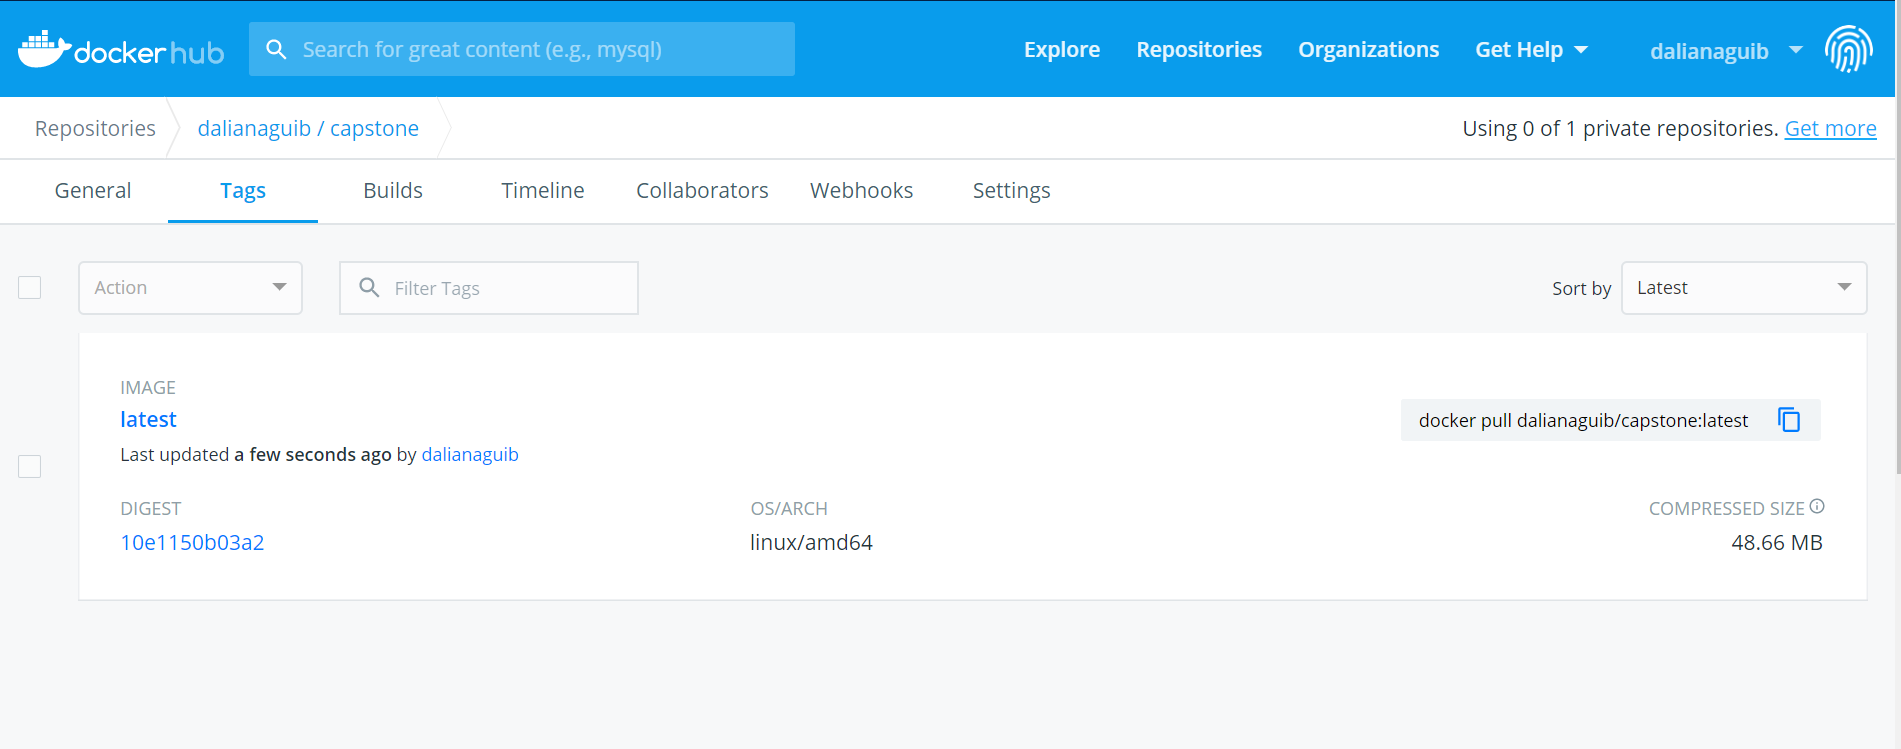 docker hub Search for great content (e.g., mysql) Explore Repositories Organizations Get Help dalianaguib
Repositories dalianaguib / capstone Using 0 of 1 private repositories. Get more
General Tags Builds Timeline Collaborators Webhooks Settings
Action Filter Tags Sort by Latest
IMAGE
latest docker pull dalianaguib/capstone:latest
Last updated a few seconds ago by dalianaguib
DIGEST OS/ARCH COMPRESSED SIZE
10e1150b03a2 linux/amd64 48.66 MB